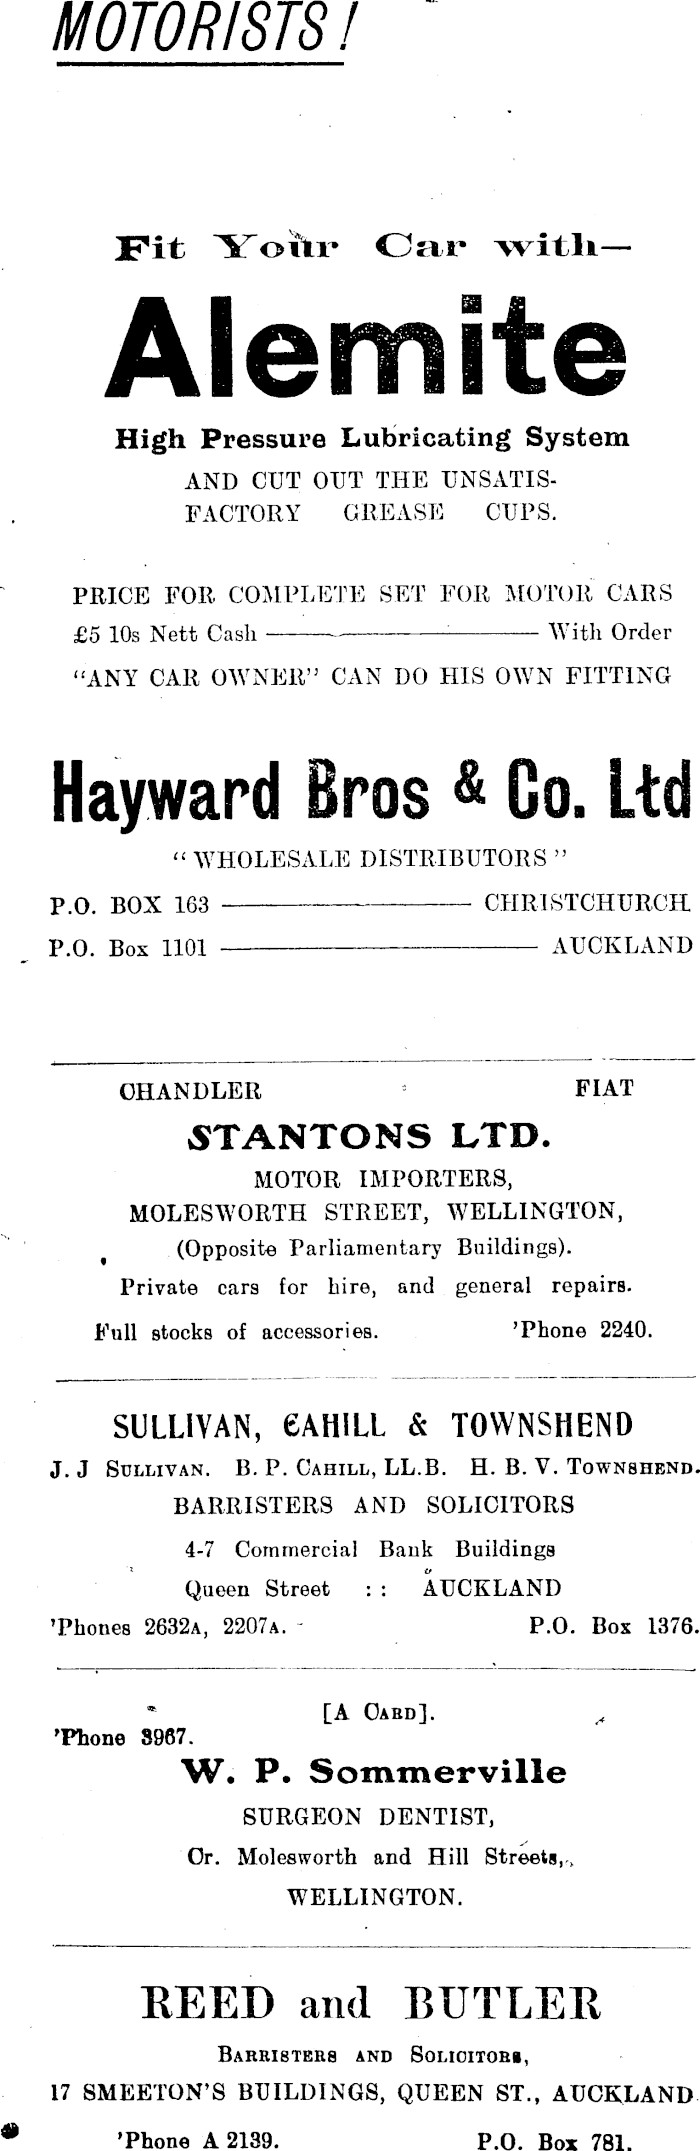 MOTORISTS!
Fit Your Car with—
Alemite
High Pressure Lubricating System
AND CUT OUT THE UNSATIS-
FACTORY GREASE CUPS.
PRICE FOR COMPLETE SET FOR MOTOR CARS
£5 10s Nett Cash ——— With Order
"ANY CAR OWNER" CAN DO HIS OWN FITTING
Hayward Bros & Co. Ltd
"WHOLESALE DISTRIBUTORS"
P.O. BOX 163 ——— CHRISTCHURCH
P.O. Box 1101 ——— AUCKLAND
CHANDLER : FIAT
STANTONS LTD.
MOTOR IMPORTERS,
MOLESWORTH STREET, WELLINGTON,
(Opposite Parliamentary Buildings).
Private cars for hire, and general repairs.
Full stocks of accessories. 'Phone 2240.
SULLIVAN, CAHILL & TOWNSHEND
J. J SULLIVAN. B. P. CAHILL, LL.B. H. B. V. TOWNSHEND.
BARRISTERS AND SOLICITORS
4-7 Commercial Bank Buildings
Queen Street :: AUCKLAND
'Phones 2632A, 2207A. P.O. Box 1376.
[A CARD].
'Phone 3967.
W. P. Sommerville
SURGEON DENTIST,
Cr. Molesworth and Hill Streets,
WELLINGTON.
REED and BUTLER
BARRISTERS AND SOLICITORS,
17 SMEETON'S BUILDINGS, QUEEN ST., AUCKLAND
'Phone A 2139. P.O. Box 781.